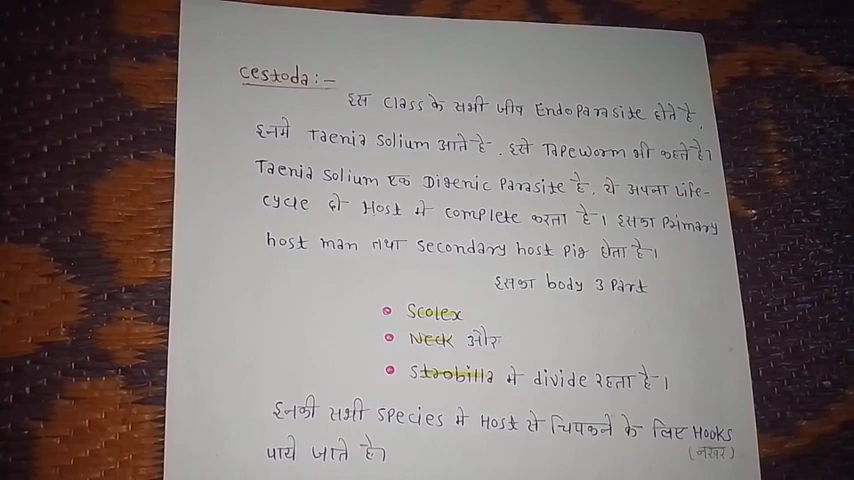 Cestoda:-
इस Class के सभी जीव EndoParasite होते है,
इनमे Taenia Solium आते है, इसे TapeWorm भी कहते है।
Taenia Solium एक Digenic Parasite है, ये अपना Life-
cycle दो Host मे complete करता है। इसका Primary
host man तथा secondary host Pig होता है।
इसका body 3 Part
• Scolex
• Neck और
• Strobilla मे divide रहता है।
इनकी सभी species मे Host से चिपकने के लिए HOOKS
पाये जाते है। (नखर)